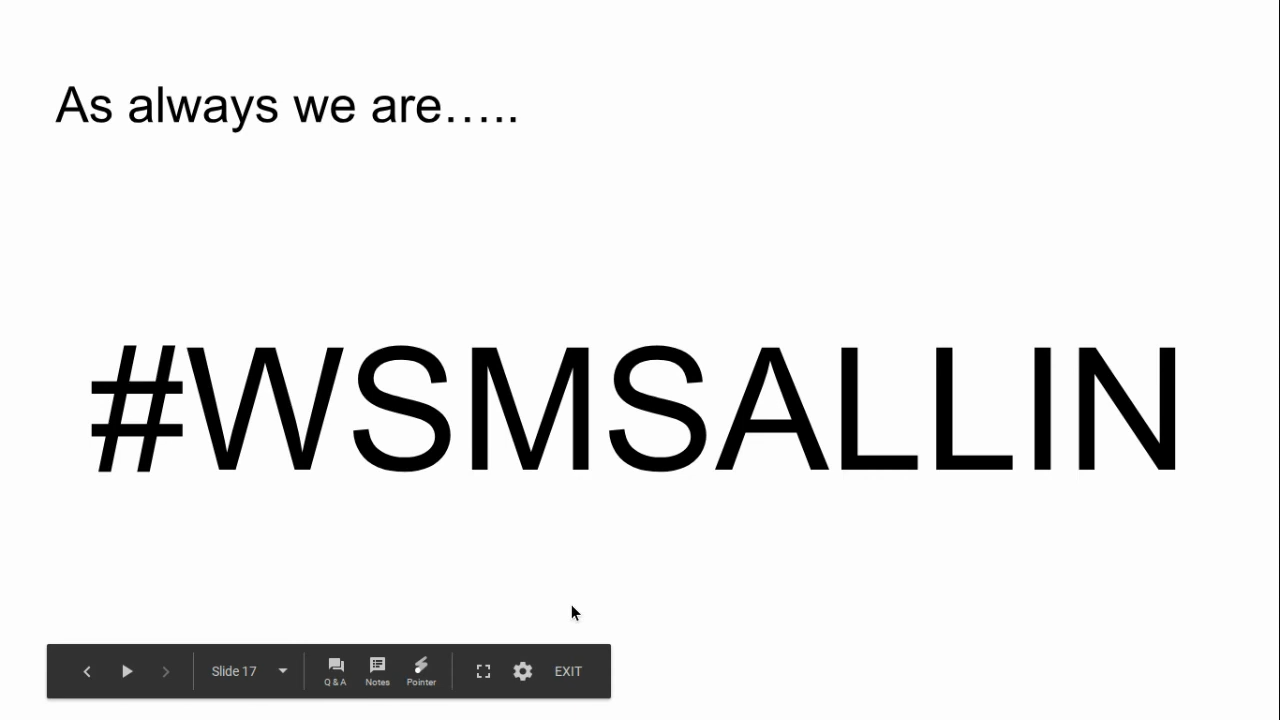 As always we are…..
#WSMSALLIN
Slide 17
Q & A
Notes
Pointer
EXIT